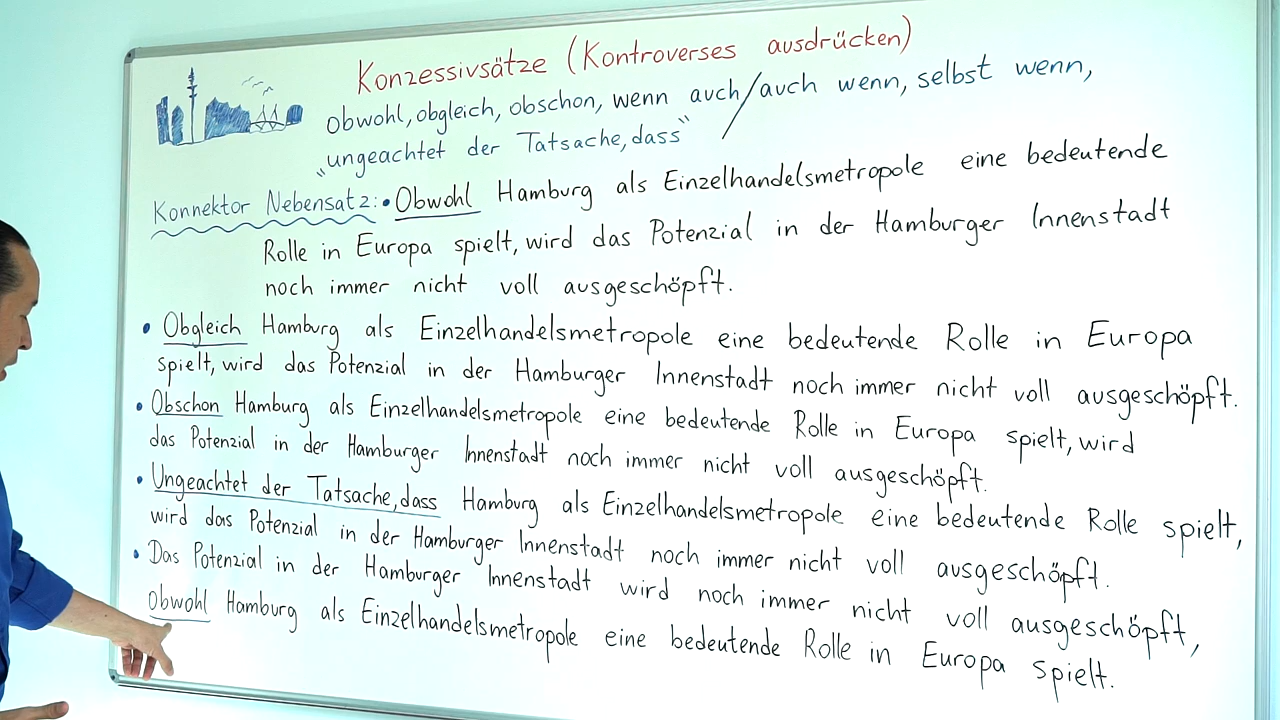 Konzessivsätze (Kontroverses ausdrücken)
obwohl, obgleich, obschon, wenn auch/auch wenn, selbst wenn,
„ungeachtet der Tatsache, dass“
Konnektor Nebensatz: • Obwohl Hamburg als Einzelhandelsmetropole eine bedeutende
Rolle in Europa spielt, wird das Potenzial in der Hamburger Innenstadt
noch immer nicht voll ausgeschöpft.
• Obgleich Hamburg als Einzelhandelsmetropole eine bedeutende Rolle in Europa
spielt, wird das Potenzial in der Hamburger Innenstadt noch immer nicht voll ausgeschöpft.
• Obschon Hamburg als Einzelhandelsmetropole eine bedeutende Rolle in Europa spielt, wird
das Potenzial in der Hamburger Innenstadt noch immer nicht voll ausgeschöpft.
• Ungeachtet der Tatsache, dass Hamburg als Einzelhandelsmetropole eine bedeutende Rolle spielt,
wird das Potenzial in der Hamburger Innenstadt noch immer nicht voll ausgeschöpft.
• Das Potenzial in der Hamburger Innenstadt wird noch immer nicht voll ausgeschöpft,
obwohl Hamburg als Einzelhandelsmetropole eine bedeutende Rolle in Europa spielt.